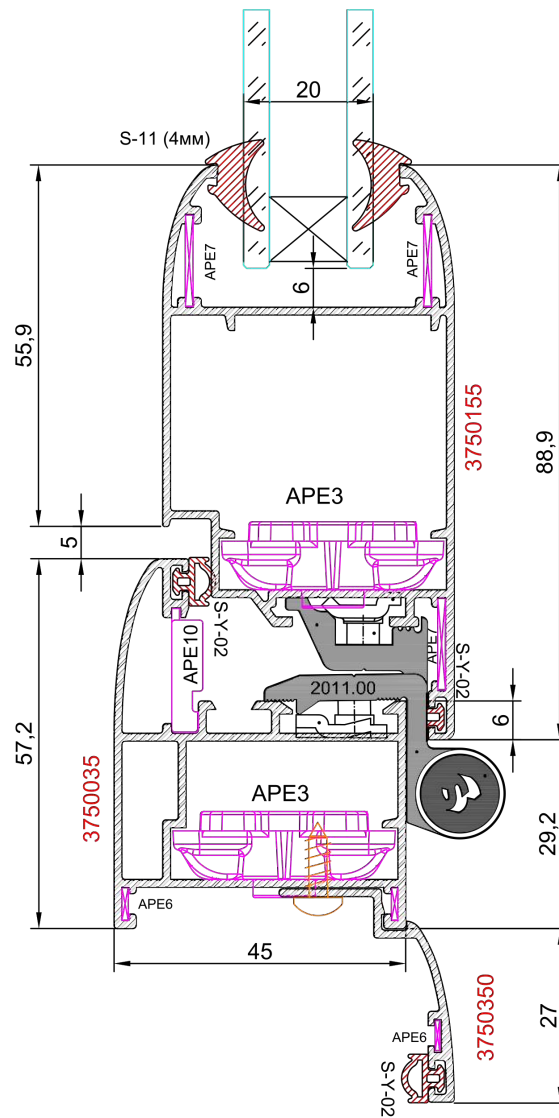 20
S-11 (4мм)
APE7
APE7
6
55,9
3750155
88,9
APE3
5
S-Y-02
APE10
APE7
S-Y-02
2011.00
6
57,2
3750035
APE3
29,2
APE6
45
27
3750350
APE6
S-Y-02